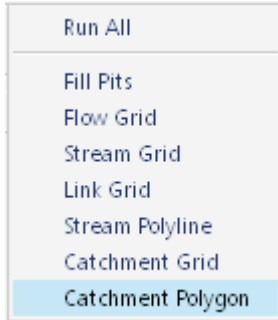 Run All
Fill Pits
Flow Grid
Stream Grid
Link Grid
Stream Polyline
Catchment Grid
Catchment Polygon